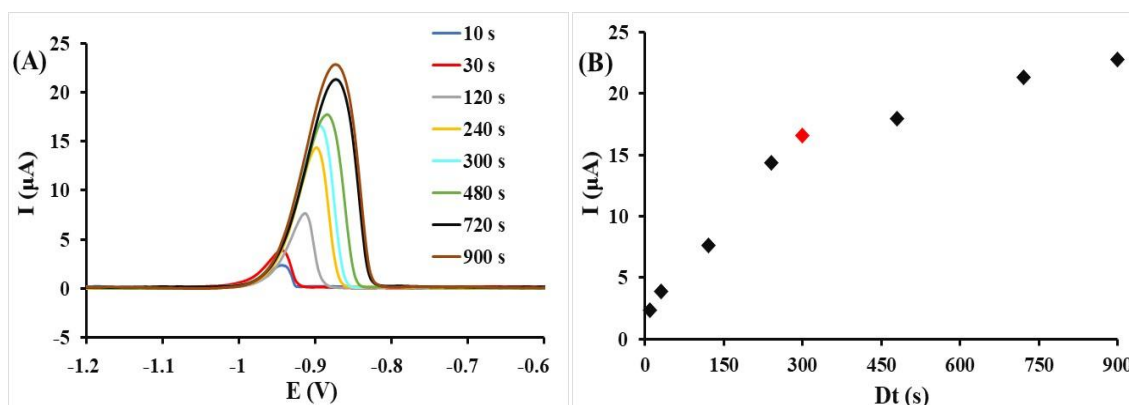 (A)
I (µA)
25
20
15
10
5
0
-5
-1.2 -1.1 -1 -0.9 -0.8 -0.7 -0.6
E (V)
10 s
30 s
120 s
240 s
300 s
480 s
720 s
900 s
(B)
I (µA)
25
20
15
10
5
0
0 150 300 450 600 750 900
Dt (s)